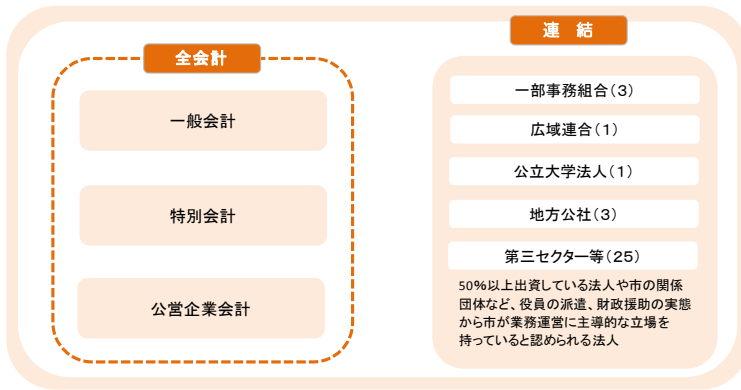 全会計
一般会計
特別会計
公営企業会計
連　結
一部事務組合（３）
広域連合（１）
公立大学法人（１）
地方公社（３）
第三セクター等（２５）
50％以上出資している法人や市の関係
団体など、役員の派遣、財政援助の実態
から市が業務運営に主導的な立場を
持っていると認められる法人